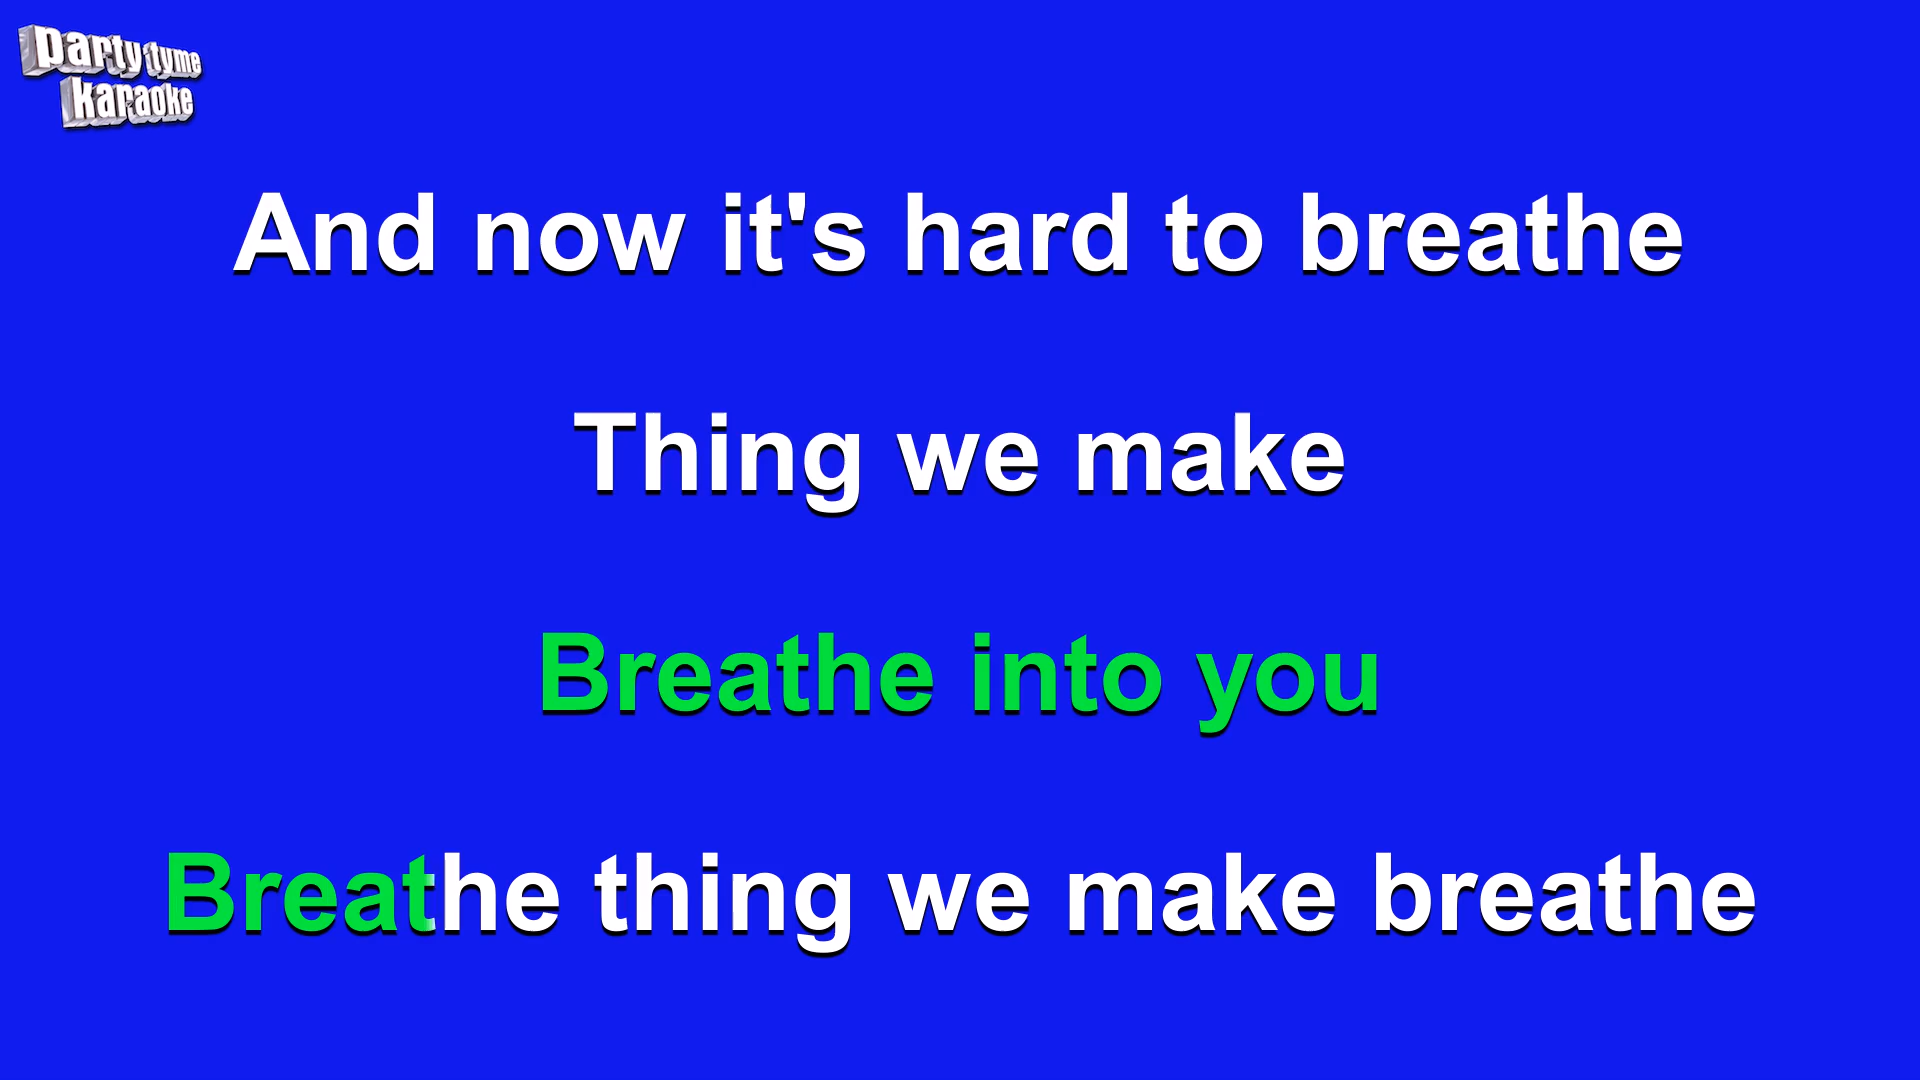 party tyme
karaoke
And now it's hard to breathe
Thing we make
Breathe into you
Breathe thing we make breathe